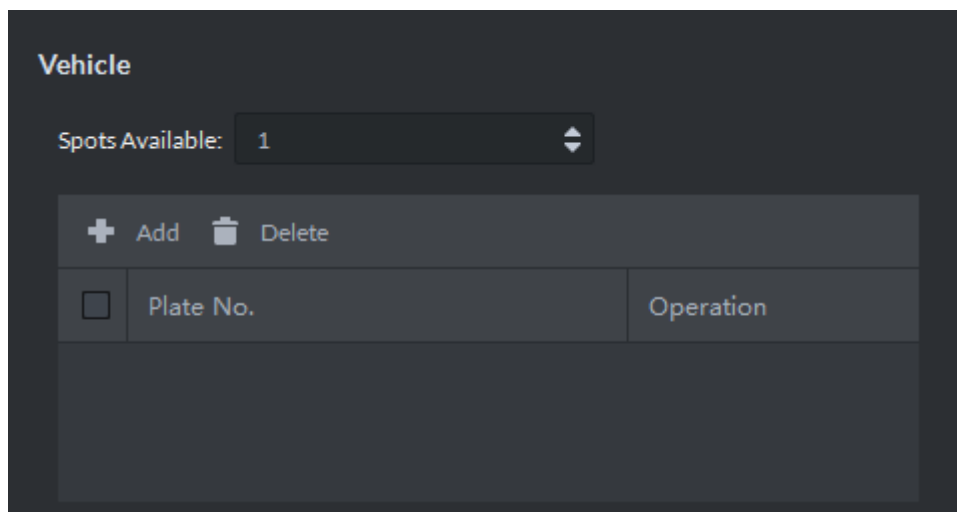 Vehicle
Spots Available: 1
Add Delete
Plate No. Operation